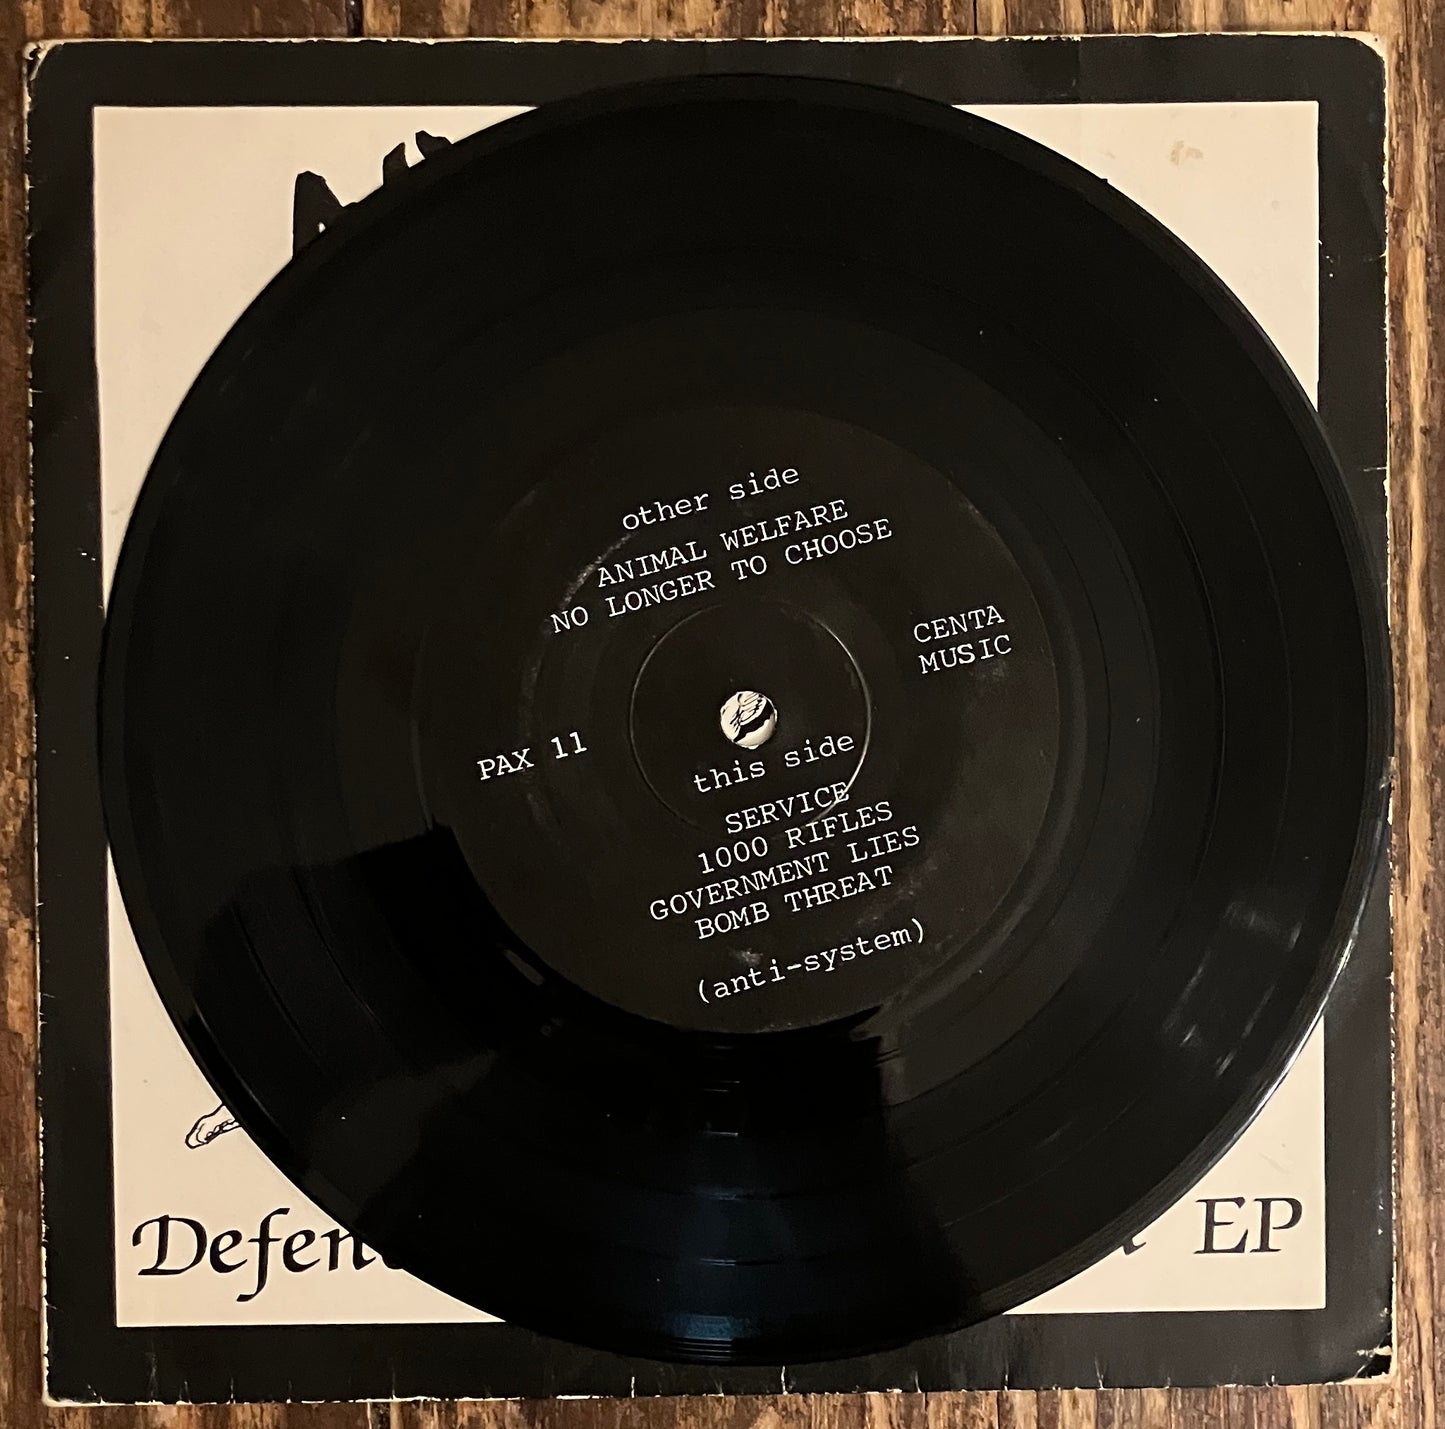 other side
ANIMAL WELFARE
NO LONGER TO CHOOSE
CENTA
MUSIC
PAX 11
this side
SERVICE
1000 RIFLES
GOVERNMENT LIES
BOMB THREAT
(anti-system)
EP